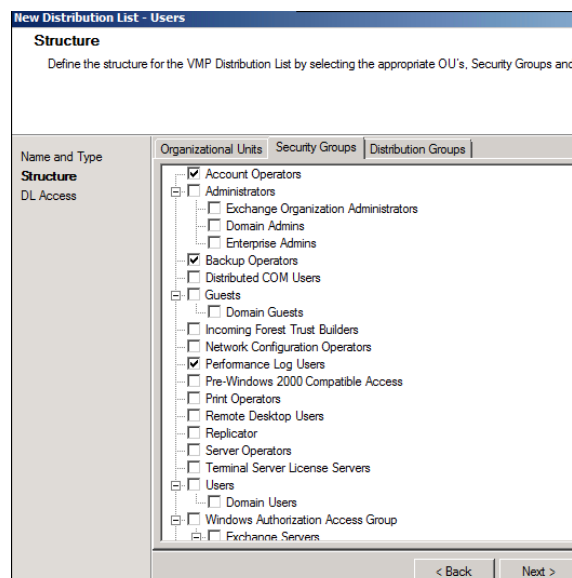 New Distribution List - Users
Structure
Define the structure for the VMP Distribution List by selecting the appropriate OU's, Security Groups and
Name and Type
Structure
DL Access
Organizational Units Security Groups Distribution Groups
Account Operators
Administrators
Exchange Organization Administrators
Domain Admins
Enterprise Admins
Backup Operators
Distributed COM Users
Guests
Domain Guests
Incoming Forest Trust Builders
Network Configuration Operators
Performance Log Users
Pre-Windows 2000 Compatible Access
Print Operators
Remote Desktop Users
Replicator
Server Operators
Terminal Server License Servers
Users
Domain Users
Windows Authorization Access Group
Exchange Servers
< Back Next >